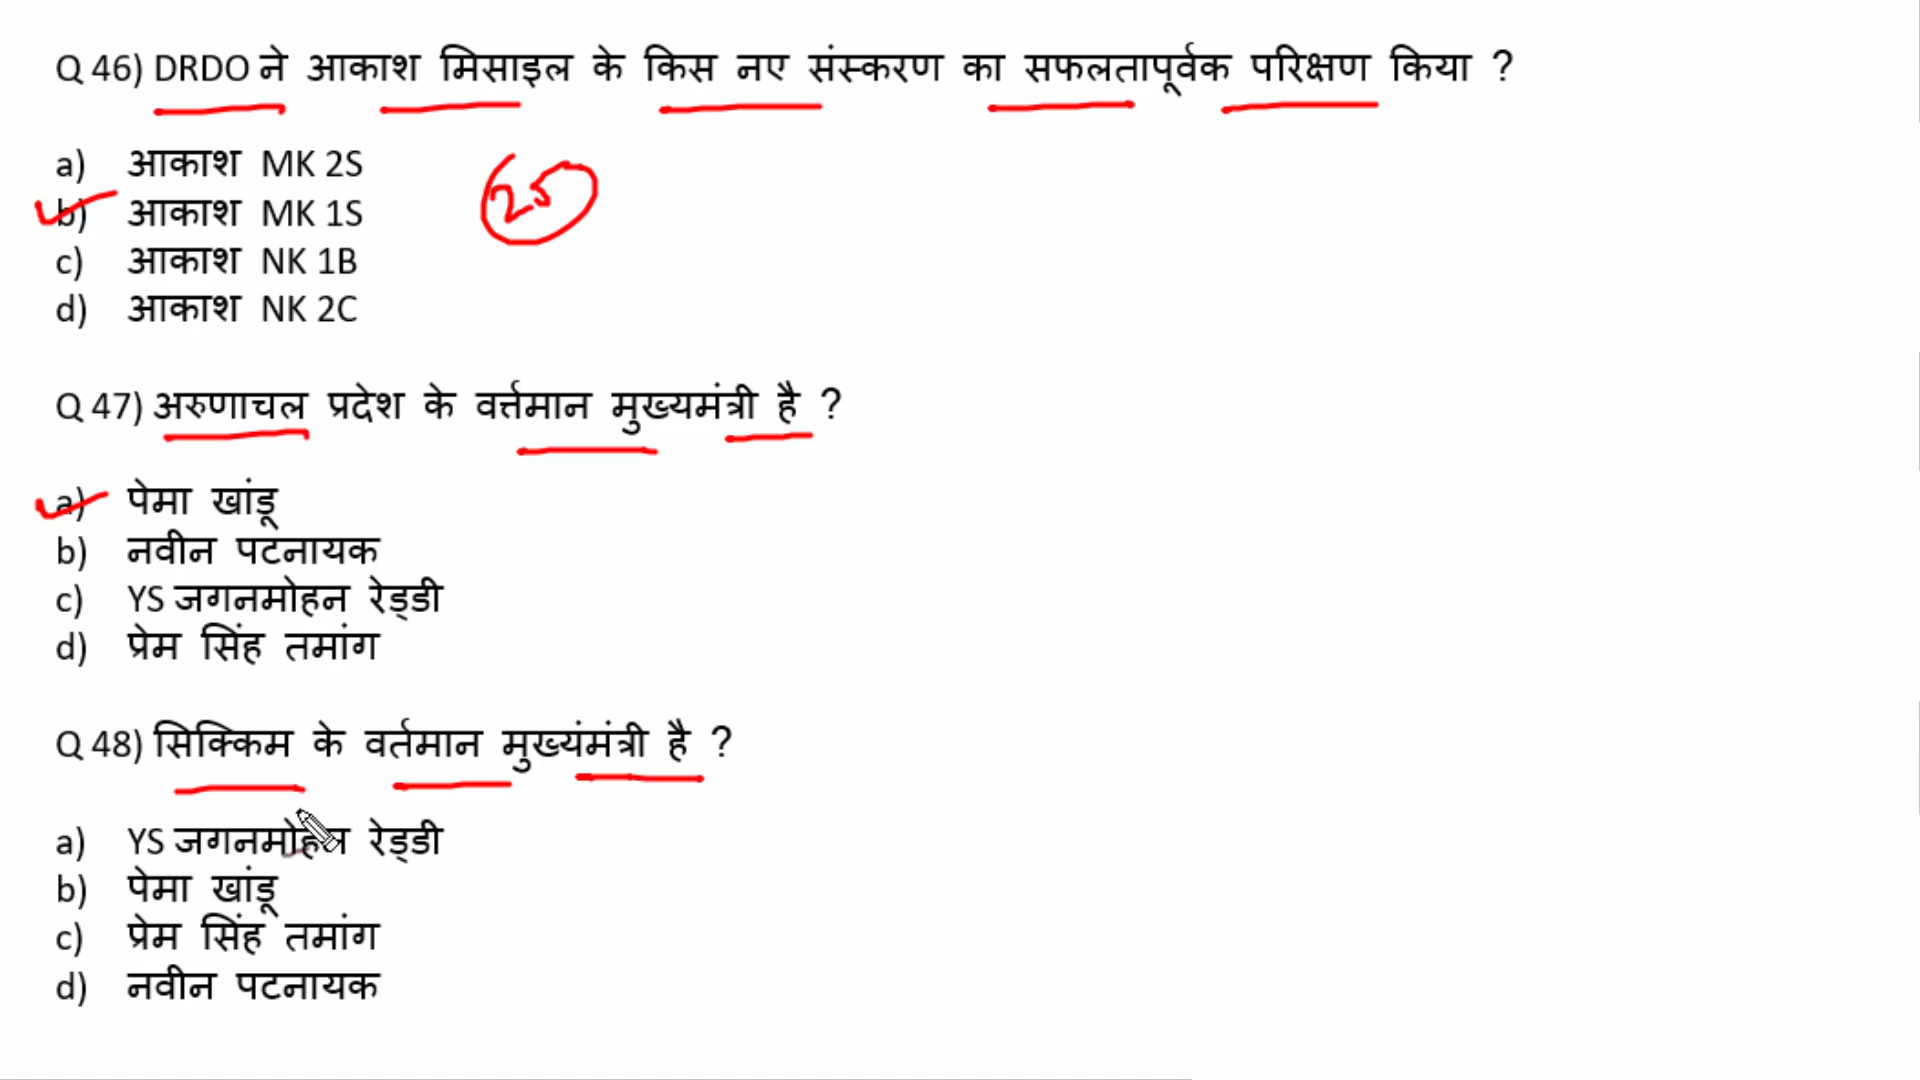 Q 46) DRDO ने आकाश मिसाइल के किस नए संस्करण का सफलतापूर्वक परिक्षण किया ?
a) आकाश MK 2S
b) आकाश MK 1S
25
c) आकाश NK 1B
d) आकाश NK 2C
Q 47) अरुणाचल प्रदेश के वर्त्तमान मुख्यमंत्री है ?
a) पेमा खांडू
b) नवीन पटनायक
c) YS जगनमोहन रेड्डी
d) प्रेम सिंह तमांग
Q 48) सिक्किम के वर्तमान मुख्यंमंत्री है ?
a) YS जगनमोहन रेड्डी
b) पेमा खांडू
c) प्रेम सिंह तमांग
d) नवीन पटनायक